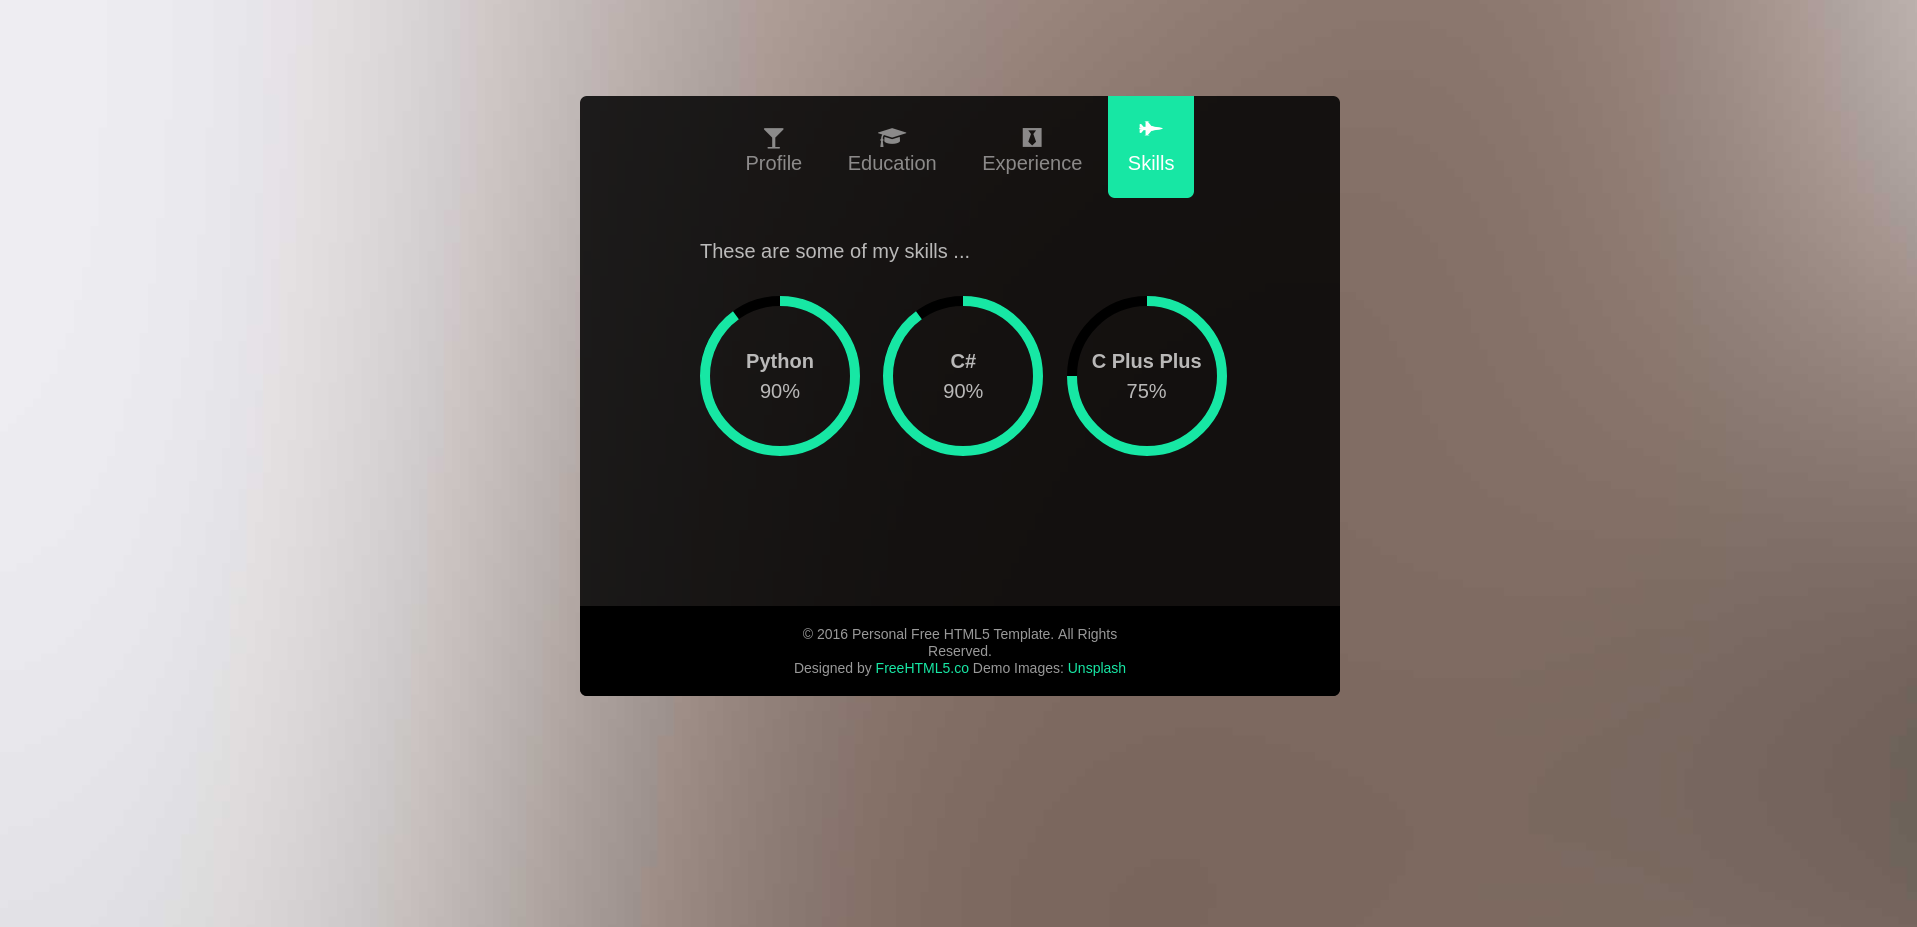 Profile
Education
Experience
Skills
These are some of my skills ...
Python
90%
C#
90%
C Plus Plus
75%
© 2016 Personal Free HTML5 Template. All Rights
Reserved.
Designed by FreeHTML5.co Demo Images: Unsplash